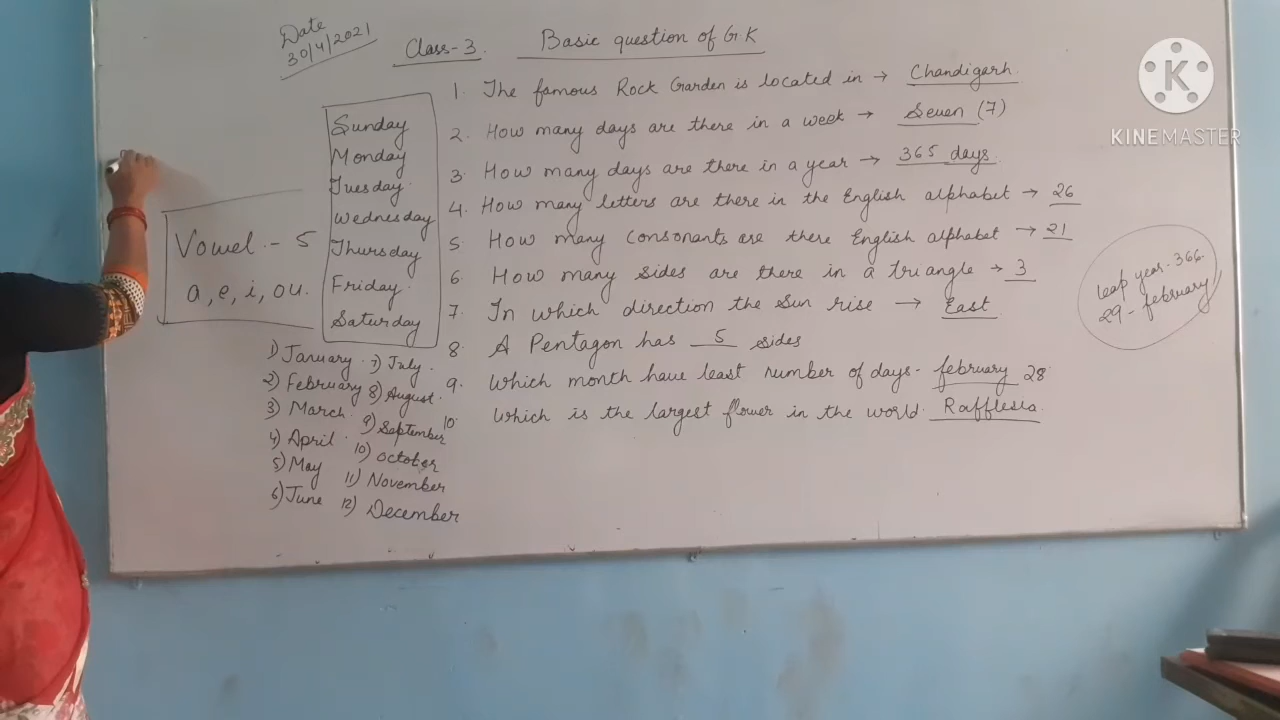 Date
30/4/2021
Class-3.
Basic question of G.K
1. The famous Rock Garden is located in → Chandigarh.
2. How many days are there in a week → Seven (7)
3. How many days are there in a year → 365 days.
4. How many letters are there in the English alphabet → 26
5. How many consonants are there English alphabet → 21
6. How many sides are there in a triangle → 3
7. In which direction the Sun rise → East
8. A Pentagon has 5 sides
9. Which month have least number of days - february 28
10. Which is the largest flower in the world. Rafflesia.
Sunday
Monday
Tuesday.
Wednesday
Thursday
Friday.
Saturday
Vowel. - 5
a, e, i, o u.
1) January.
2) February
3) March.
4) April.
5) May
6) June
7) July.
8) August.
9) September
10) October
11) November
12) December
leap year. 366.
29 - february
K
KINEMASTER